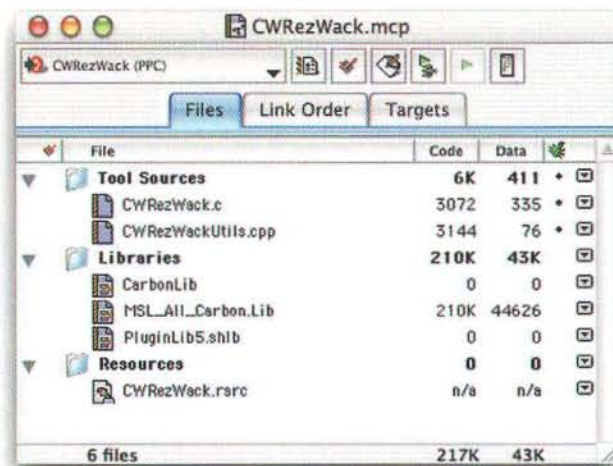 CWRezWack.mcp
CWRezWack (PPC)
Files Link Order Targets
File Code Data
Tool Sources 6K 411
CWRezWack.c 3072 335
CWRezWackUtils.cpp 3144 76
Libraries 210K 43K
CarbonLib 0 0
MSL_All_Carbon.Lib 210K 44626
PluginLib5.shlb 0 0
Resources 0 0
CWRezWack.rsrc n/a n/a
6 files 217K 43K